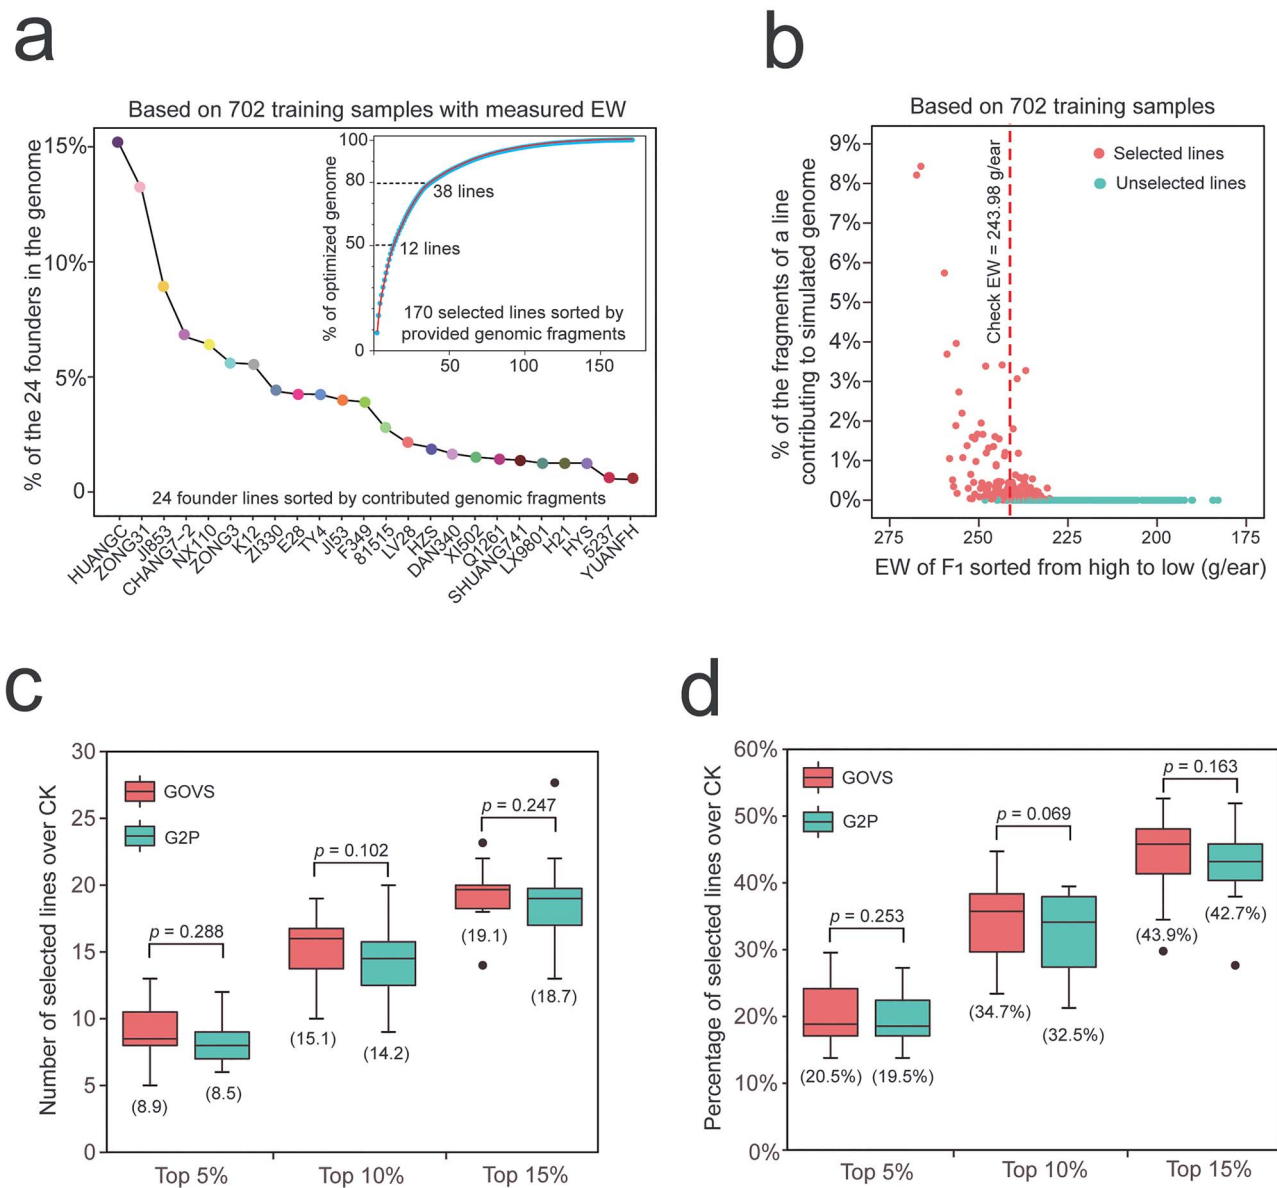 a
Based on 702 training samples with measured EW
% of the 24 founders in the genome
15%
10%
5%
0
% of optimized genome
100
80
50
0
38 lines
12 lines
170 selected lines sorted by
provided genomic fragments
50
100
150
24 founder lines sorted by contributed genomic fragments
HUANGC
ZONG31
JI853
CHANG7-2
NX110
ZONG3
K12
ZI330
E28
TY4
JI53
F349
81515
LV28
HZS
DAN340
XI502
Q1261
SHUANG741
LX9801
H21
HYS
5237
YUANFH
b
Based on 702 training samples
% of the fragments of a line
contributing to simulated genome
9%
8%
7%
6%
5%
4%
3%
2%
1%
0%
Check EW = 243.98 g/ear
Selected lines
Unselected lines
275
250
225
200
175
EW of F1 sorted from high to low (g/ear)
c
Number of selected lines over CK
30
25
20
15
10
5
0
GOVS
G2P
p = 0.288
p = 0.102
p = 0.247
(8.9)
(8.5)
(15.1)
(14.2)
(19.1)
(18.7)
Top 5%
Top 10%
Top 15%
d
Percentage of selected lines over CK
60%
50%
40%
30%
20%
10%
0%
GOVS
G2P
p = 0.253
p = 0.069
p = 0.163
(20.5%)
(19.5%)
(34.7%)
(32.5%)
(43.9%)
(42.7%)
Top 5%
Top 10%
Top 15%